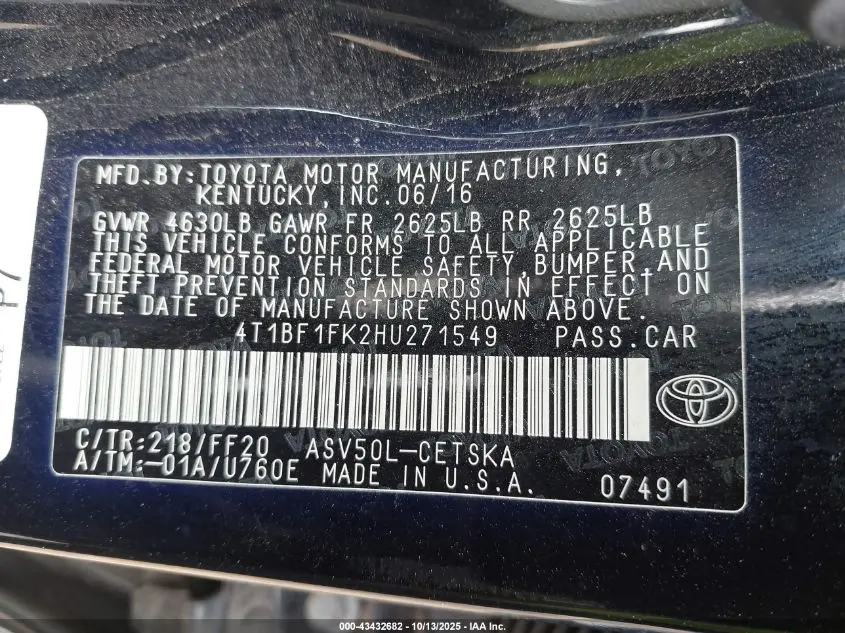 MFD.BY:TOYOTA MOTOR MANUFACTURING,
KENTUCKY,INC.06/16
GVWR 4630LB GAWR FR 2625LB RR 2625LB
THIS VEHICLE CONFORMS TO ALL APPLICABLE
FEDERAL MOTOR VEHICLE SAFETY,BUMPER,AND
THEFT PREVENTION STANDARDS IN EFFECT ON
THE DATE OF MANUFACTURE SHOWN ABOVE.
4T1BF1FK2HU271549 PASS.CAR
C/TR:218/FF20 ASV50L-CETSKA
A/TM:-01A/U760E MADE IN U.S.A. 07491
000-43432682 - 10/13/2025 - IAA Inc.